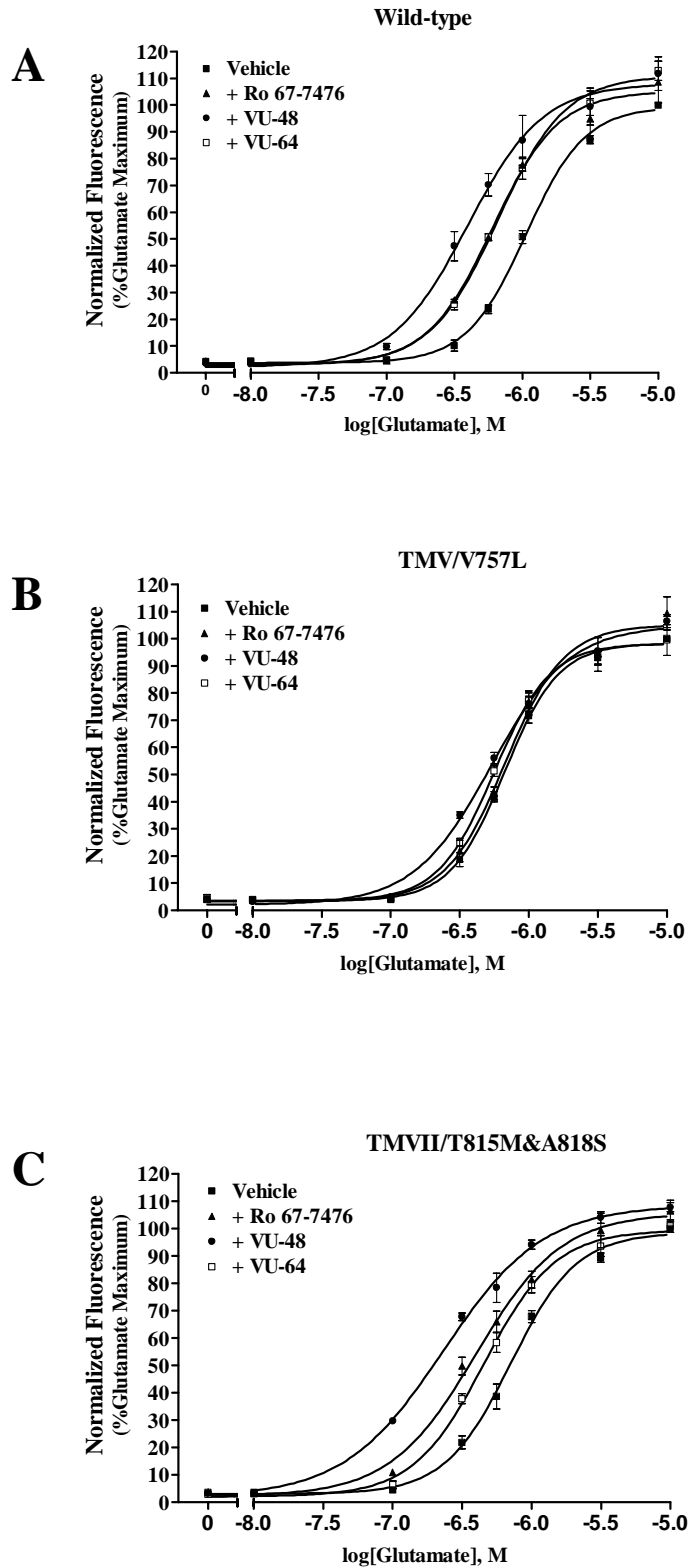 Wild-type
A
Vehicle
+ Ro 67-7476
+ VU-48
+ VU-64
Normalized Fluorescence
(%Glutamate Maximum)
120
110
100
90
80
70
60
50
40
30
20
10
0
0 -8.0 -7.5 -7.0 -6.5 -6.0 -5.5 -5.0
log[Glutamate], M
TMV/V757L
B
Vehicle
+ Ro 67-7476
+ VU-48
+ VU-64
Normalized Fluorescence
(%Glutamate Maximum)
120
110
100
90
80
70
60
50
40
30
20
10
0
0 -8.0 -7.5 -7.0 -6.5 -6.0 -5.5 -5.0
log[Glutamate], M
TMVII/T815M&A818S
C
Vehicle
+ Ro 67-7476
+ VU-48
+ VU-64
Normalized Fluorescence
(%Glutamate Maximum)
120
110
100
90
80
70
60
50
40
30
20
10
0
0 -8.0 -7.5 -7.0 -6.5 -6.0 -5.5 -5.0
log[Glutamate], M